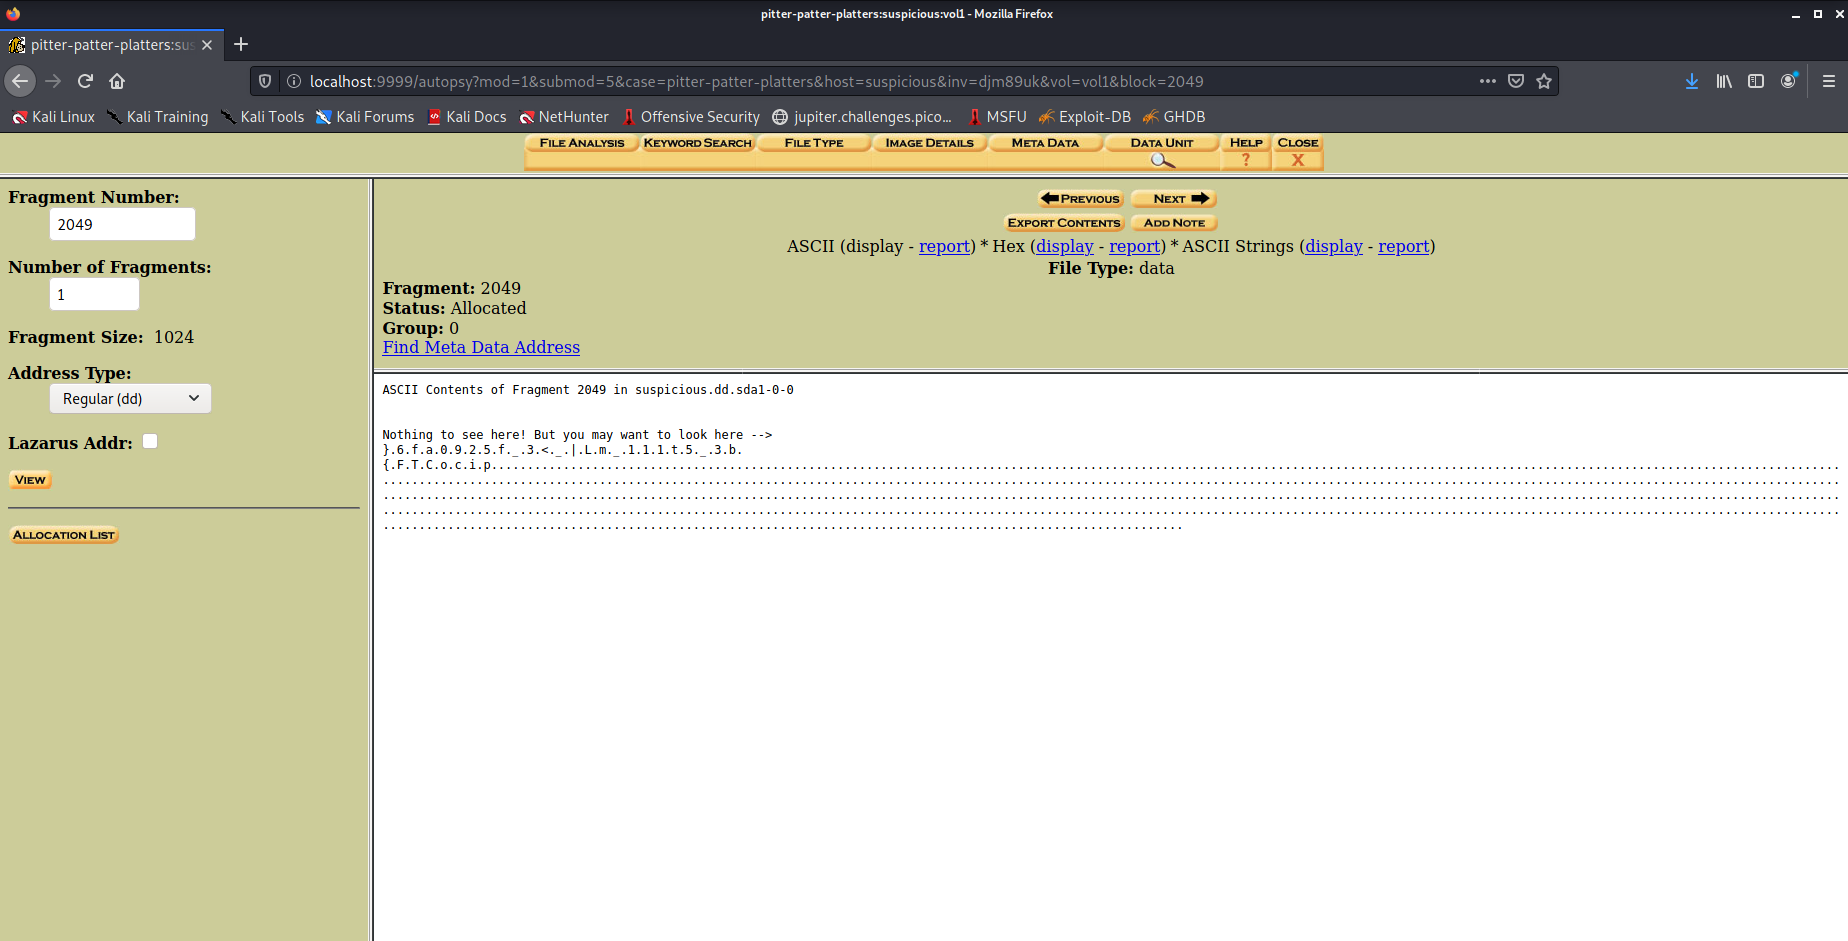 pitter-patter-platters:suspicious:vol1 - Mozilla Firefox
pitter-patter-platters:sus
localhost:9999/autopsy?mod=1&submod=5&case=pitter-patter-platters&host=suspicious&inv=djm89uk&vol=vol1&block=2049
Kali Linux Kali Training Kali Tools Kali Forums Kali Docs NetHunter Offensive Security jupiter.challenges.pico... MSFU Exploit-DB GHDB
FILE ANALYSIS KEYWORD SEARCH FILE TYPE IMAGE DETAILS META DATA DATA UNIT HELP CLOSE
? X
Fragment Number:
2049
Number of Fragments:
1
Fragment Size: 1024
Address Type:
Regular (dd)
Lazarus Addr:
VIEW
ALLOCATION LIST
PREVIOUS NEXT
EXPORT CONTENTS ADD NOTE
ASCII (display - report) * Hex (display - report) * ASCII Strings (display - report)
File Type: data
Fragment: 2049
Status: Allocated
Group: 0
Find Meta Data Address
ASCII Contents of Fragment 2049 in suspicious.dd.sda1-0-0
Nothing to see here! But you may want to look here -->
}.6.f.a.0.9.2.5.f._.3.<._.|.L.m._.1.1.1.t.5._.3.b.
{.F.T.C.o.c.i.p.